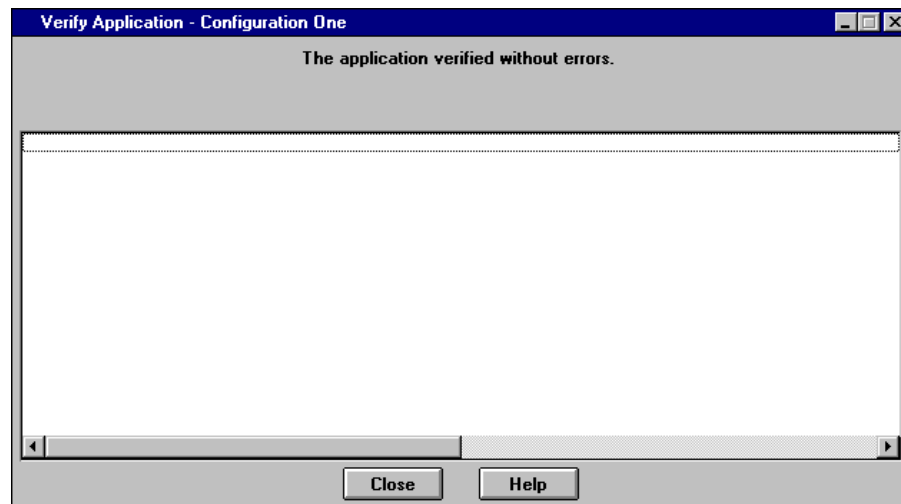 Verify Application - Configuration One
The application verified without errors.
Close Help